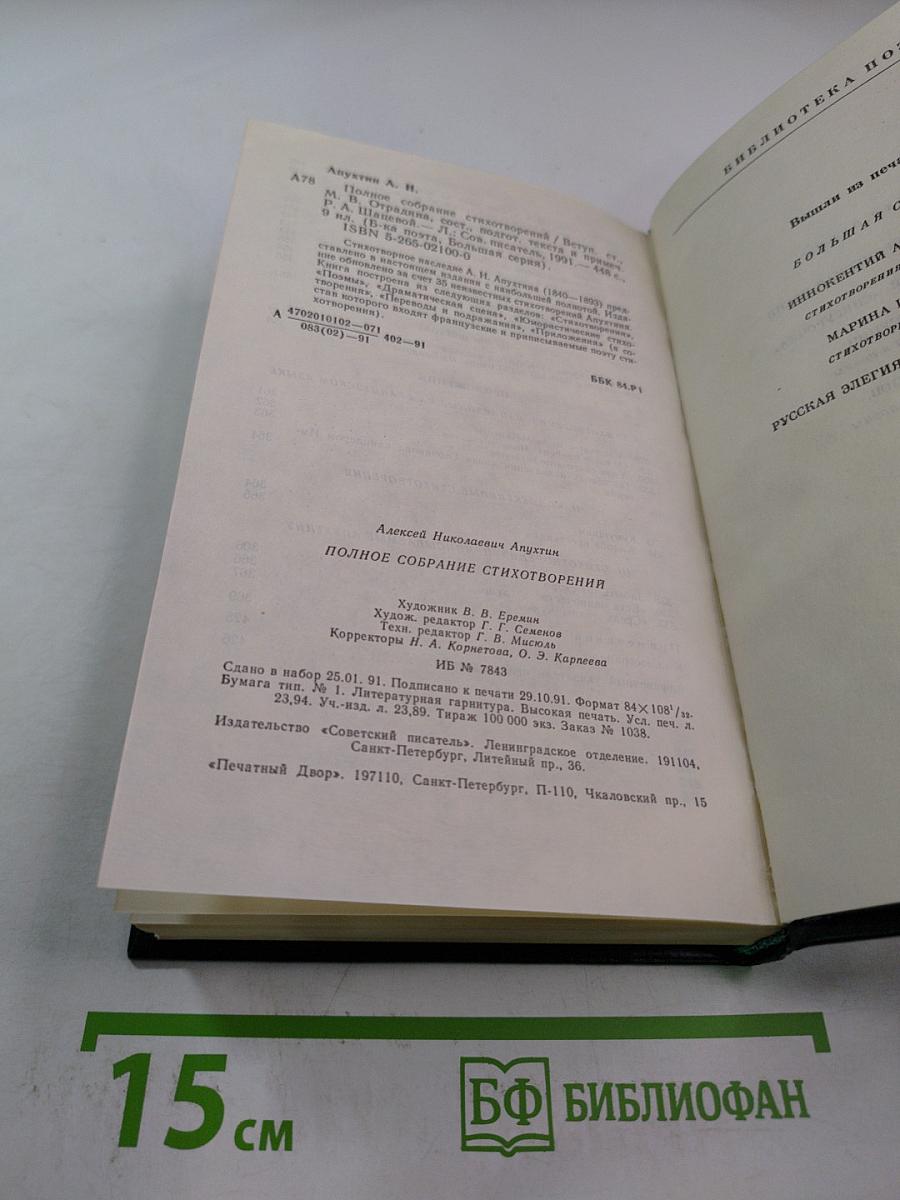 Апухтин А. Н.
А78
Полное собрание стихотворений / Вступ. ст.,
М. В. Отрадина, сост., подгот. текста и примеч.
Р. А. Шацевой.— Л.: Сов. писатель, 1991.— 448 с.,
9 ил. (Б-ка поэта, Большая серия).
ISBN 5-265-02100-0
Стихотворное наследие А. Н. Апухтина (1840—1893) пред-
ставлено в настоящем издании с наибольшей полнотой. Изда-
ние обновлено за счет 35 неизвестных стихотворений Апухтина.
Книга построена из следующих разделов: «Стихотворения»,
«Поэмы», «Драматическая сцена», «Юмористические стихо-
творения», «Переводы и подражания», «Приложения» (в со-
став которого входят французские и приписываемые поэту сти-
хотворения).
А 4702010102—071
083(02)—91
402—91
ББК 84.Р1
Алексей Николаевич Апухтин
ПОЛНОЕ СОБРАНИЕ СТИХОТВОРЕНИЙ
Художник В. В. Еремин
Худож. редактор Г. Г. Семенов
Техн. редактор Г. В. Мисюль
Корректоры Н. А. Корнетова, О. Э. Карпеева
ИБ № 7843
Сдано в набор 25.01. 91. Подписано к печати 29.10.91. Формат 84×108¹/₃₂.
Бумага тип. № 1. Литературная гарнитура. Высокая печать. Усл. печ. л.
23,94. Уч.-изд. л. 23,89. Тираж 100 000 экз. Заказ № 1038.
Издательство «Советский писатель». Ленинградское отделение. 191104,
Санкт-Петербург, Литейный пр., 36.
«Печатный Двор». 197110, Санкт-Петербург, П-110, Чкаловский пр., 15
БИБЛИОТЕКА ПОЭ
Вышли из печа
БОЛЬШАЯ С
ИННОКЕНТИЙ А
СТИХОТВОРЕНИЯ
МАРИНА
СТИХОТВОР
РУССКАЯ ЭЛЕГИЯ
15 см
БФ БИБЛИОФАН